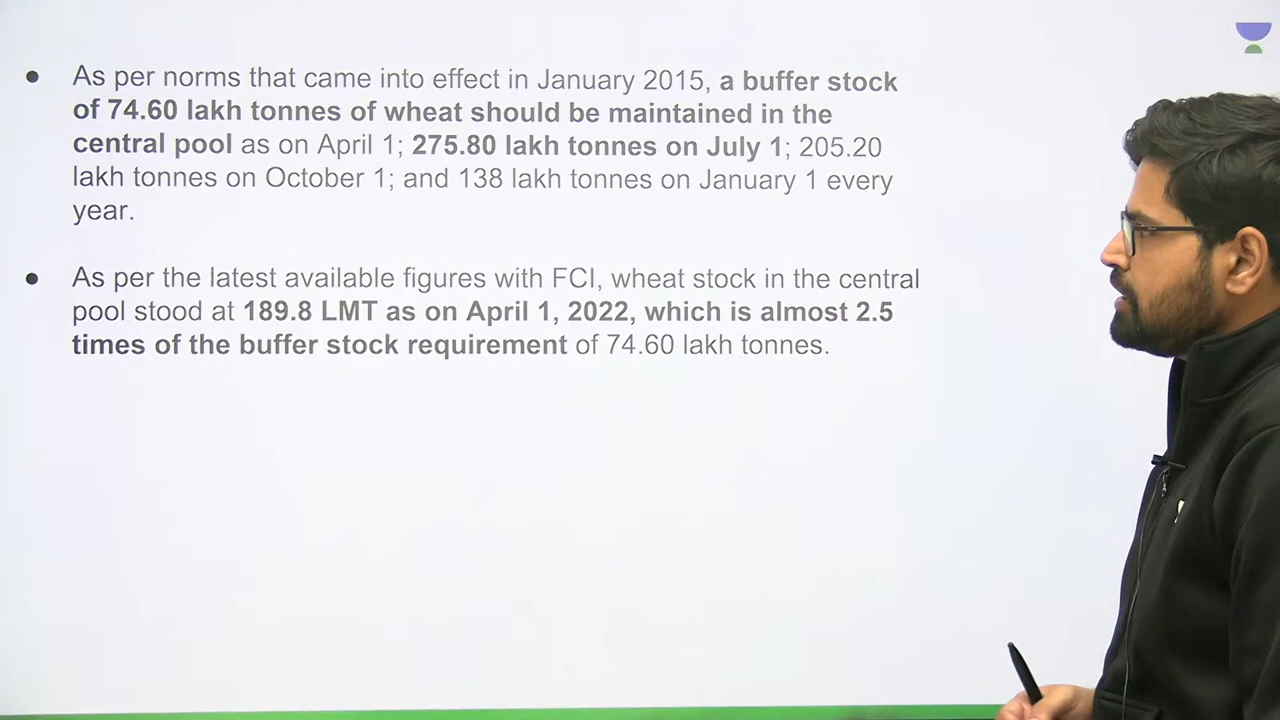 ● As per norms that came into effect in January 2015, a buffer stock
of 74.60 lakh tonnes of wheat should be maintained in the
central pool as on April 1; 275.80 lakh tonnes on July 1; 205.20
lakh tonnes on October 1; and 138 lakh tonnes on January 1 every
year.
● As per the latest available figures with FCI, wheat stock in the central
pool stood at 189.8 LMT as on April 1, 2022, which is almost 2.5
times of the buffer stock requirement of 74.60 lakh tonnes.